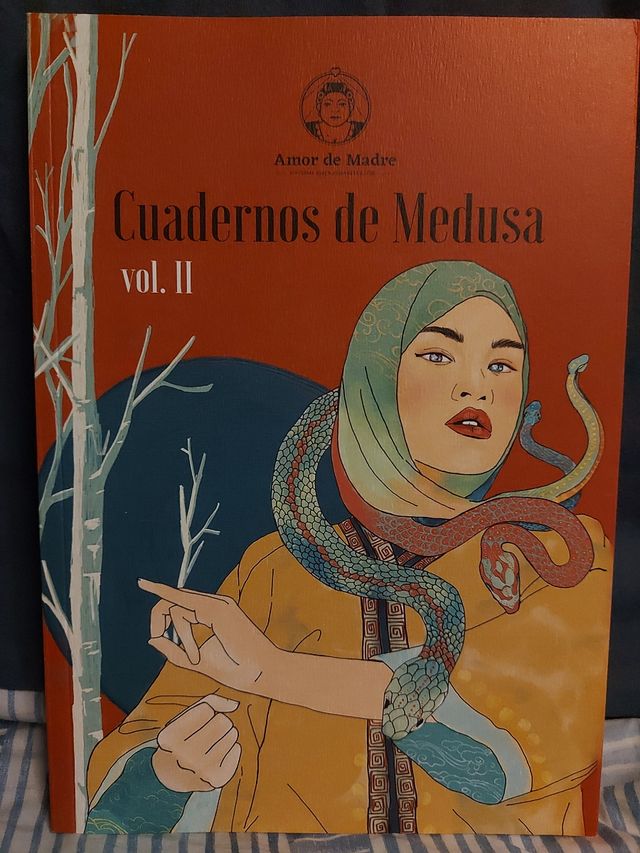 Amor de Madre
Cuadernos de Medusa
vol. II